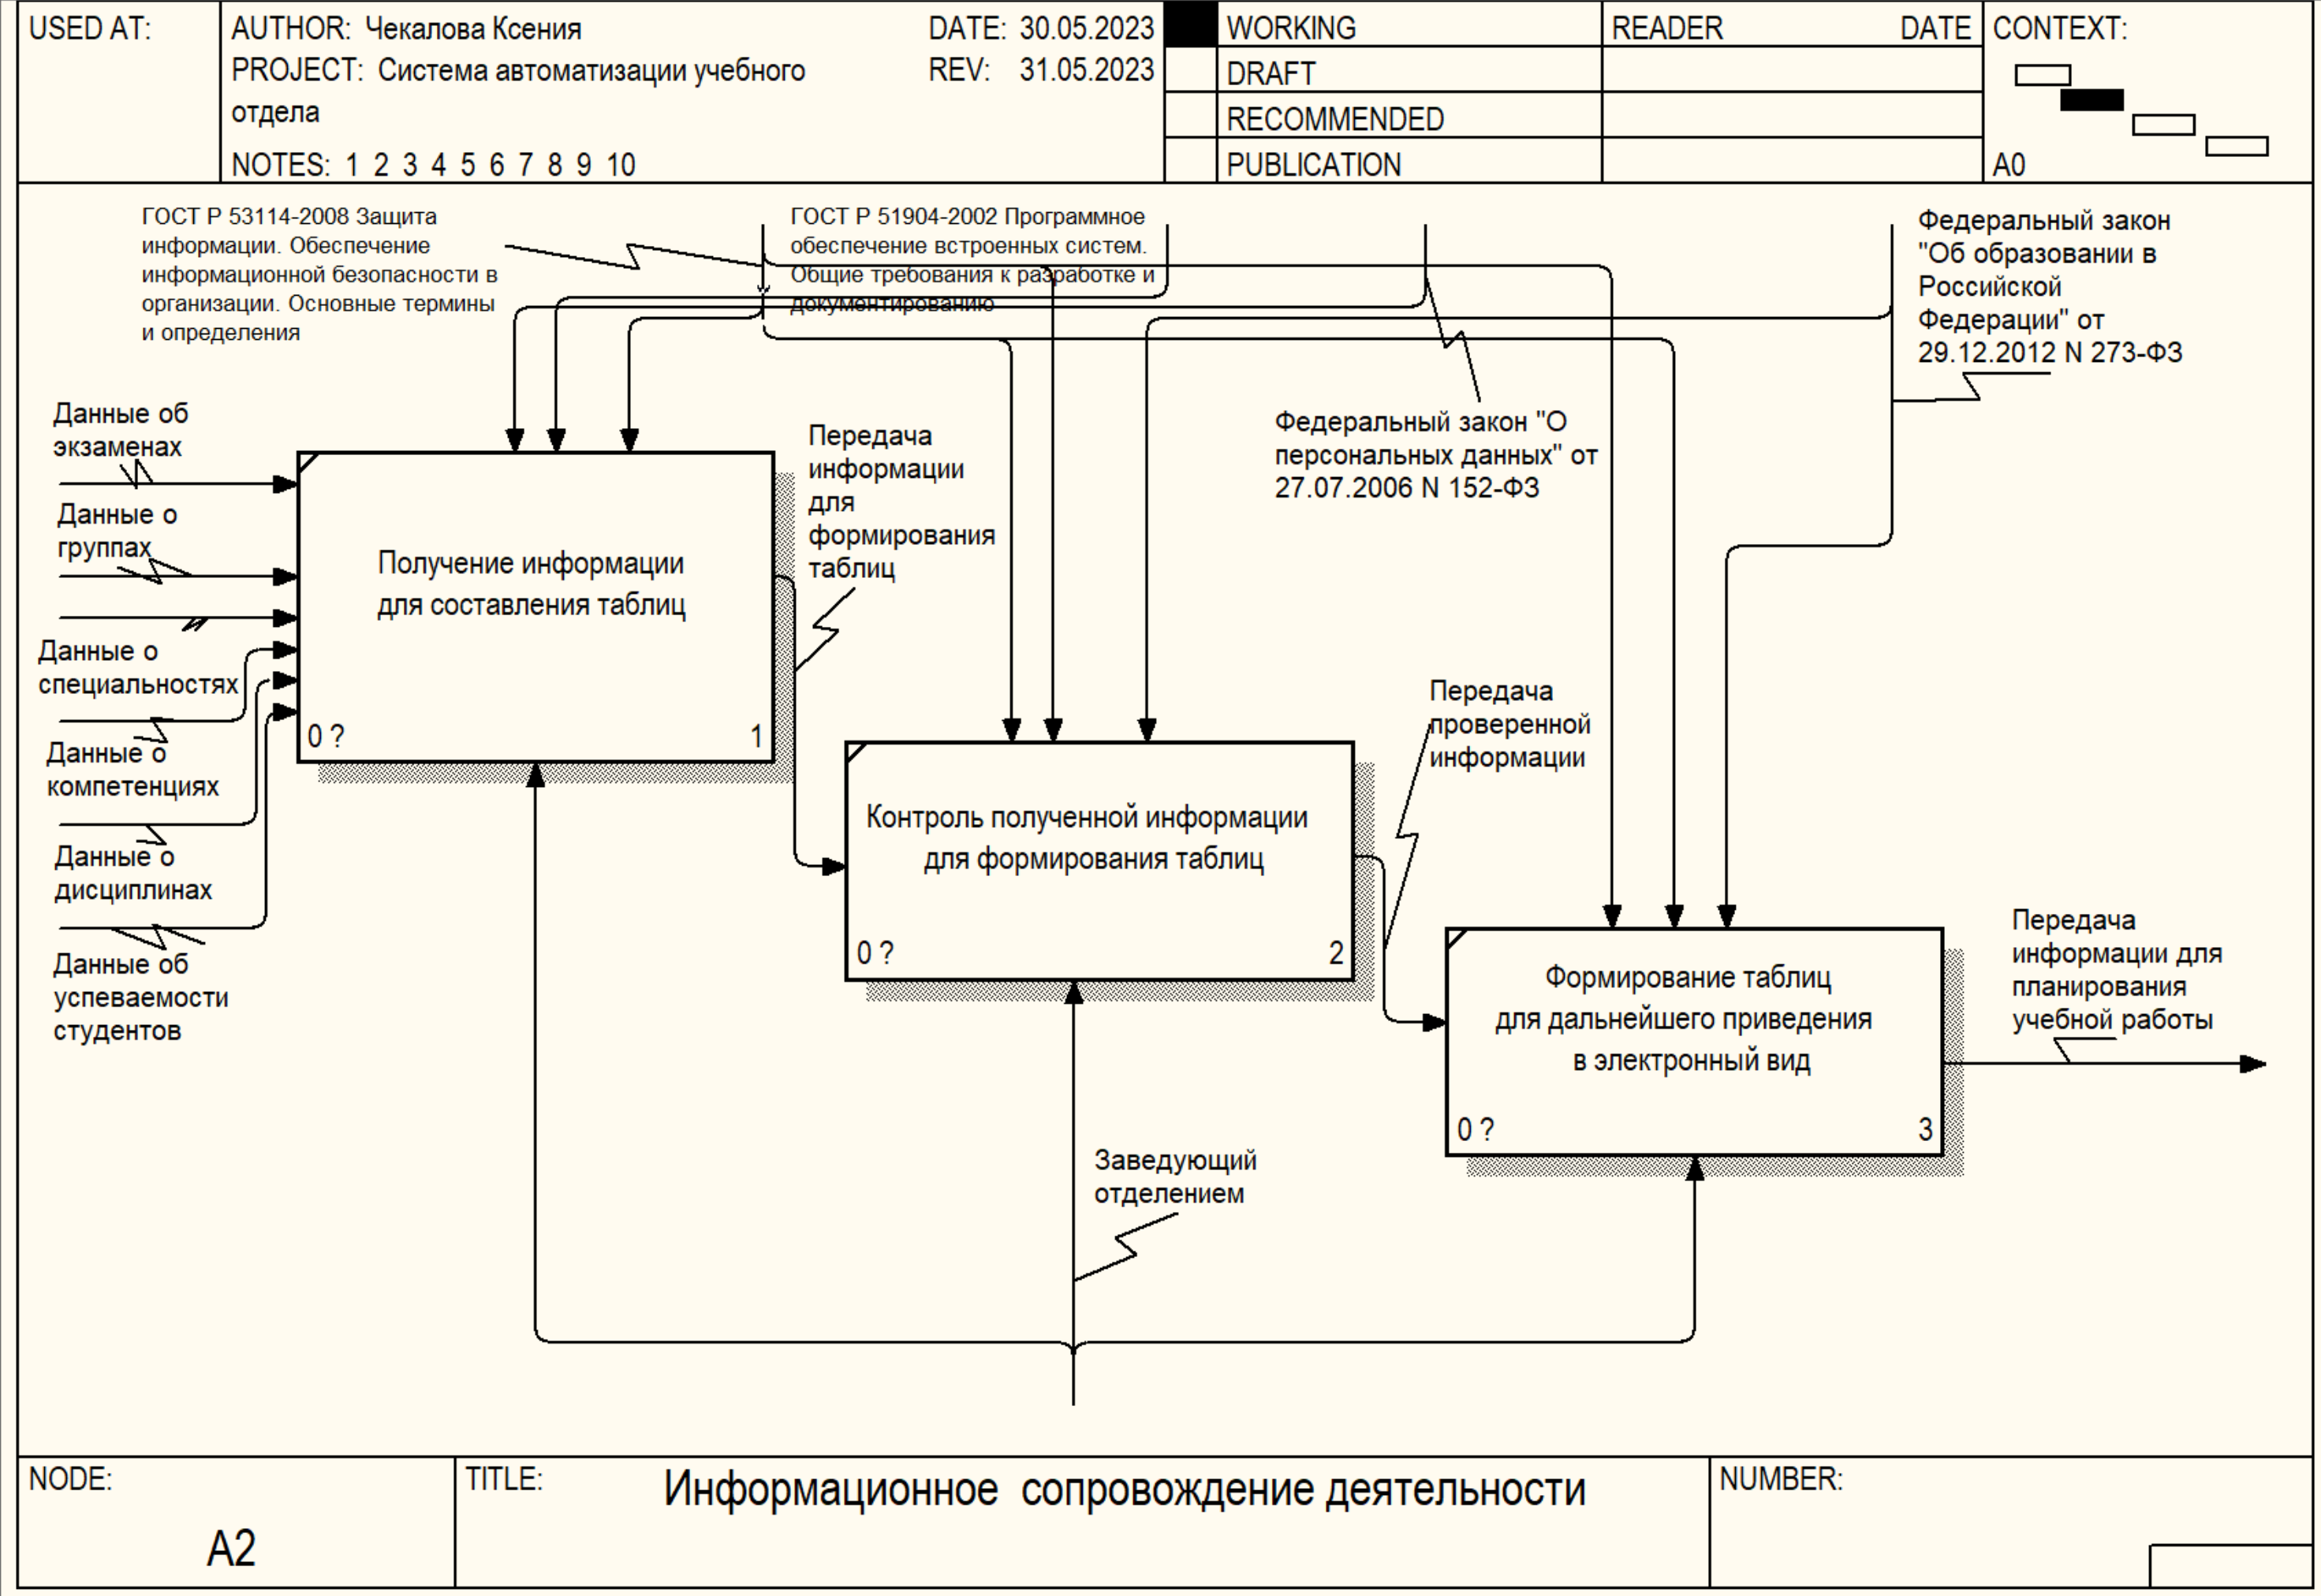 USED AT:
AUTHOR: Чекалова Ксения
DATE: 30.05.2023
PROJECT: Система автоматизации учебного
отдела
REV: 31.05.2023
NOTES: 1 2 3 4 5 6 7 8 9 10
WORKING
DRAFT
RECOMMENDED
PUBLICATION
READER DATE
CONTEXT:
A0
ГОСТ Р 53114-2008 Защита
информации. Обеспечение
информационной безопасности в
организации. Основные термины
и определения
ГОСТ Р 51904-2002 Программное
обеспечение встроенных систем.
Общие требования к разработке и
документированию
Федеральный закон
"Об образовании в
Российской
Федерации" от
29.12.2012 N 273-ФЗ
Федеральный закон "О
персональных данных" от
27.07.2006 N 152-ФЗ
Данные об
экзаменах
Данные о
группах
Данные о
специальностях
Данные о
компетенциях
Данные о
дисциплинах
Данные об
успеваемости
студентов
Получение информации
для составления таблиц
0 ? 1
Передача
информации
для
формирования
таблиц
Контроль полученной информации
для формирования таблиц
0 ? 2
Передача
проверенной
информации
Формирование таблиц
для дальнейшего приведения
в электронный вид
0 ? 3
Передача
информации для
планирования
учебной работы
Заведующий
отделением
NODE:
A2
TITLE:
Информационное сопровождение деятельности
NUMBER: